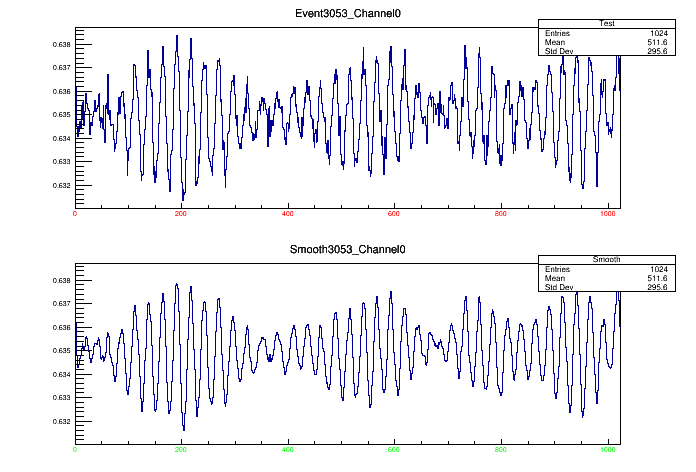 Event3053_Channel0
Test
Entries 1024
Mean 511.6
Std Dev 295.6
0.638
0.637
0.636
0.635
0.634
0.633
0.632
0 200 400 600 800 1000
Smooth3053_Channel0
Smooth
Entries 1024
Mean 511.6
Std Dev 295.6
0.638
0.637
0.636
0.635
0.634
0.633
0.632
0 200 400 600 800 1000